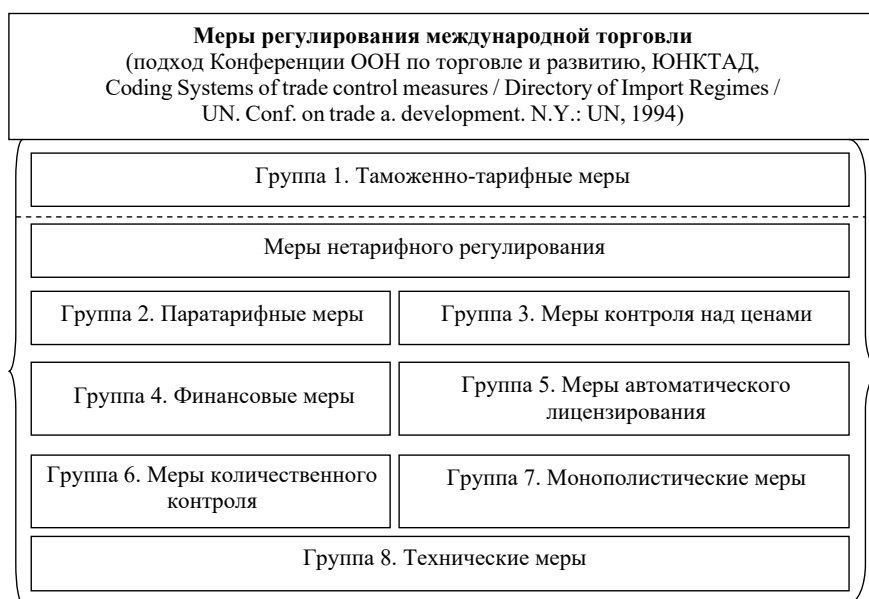 Меры регулирования международной торговли
(подход Конференции ООН по торговле и развитию, ЮНКТАД,
Coding Systems of trade control measures / Directory of Import Regimes /
UN. Conf. on trade a. development. N.Y.: UN, 1994)
Группа 1. Таможенно-тарифные меры
Меры нетарифного регулирования
Группа 2. Паратарифные меры
Группа 3. Меры контроля над ценами
Группа 4. Финансовые меры
Группа 5. Меры автоматического
лицензирования
Группа 6. Меры количественного
контроля
Группа 7. Монополистические меры
Группа 8. Технические меры